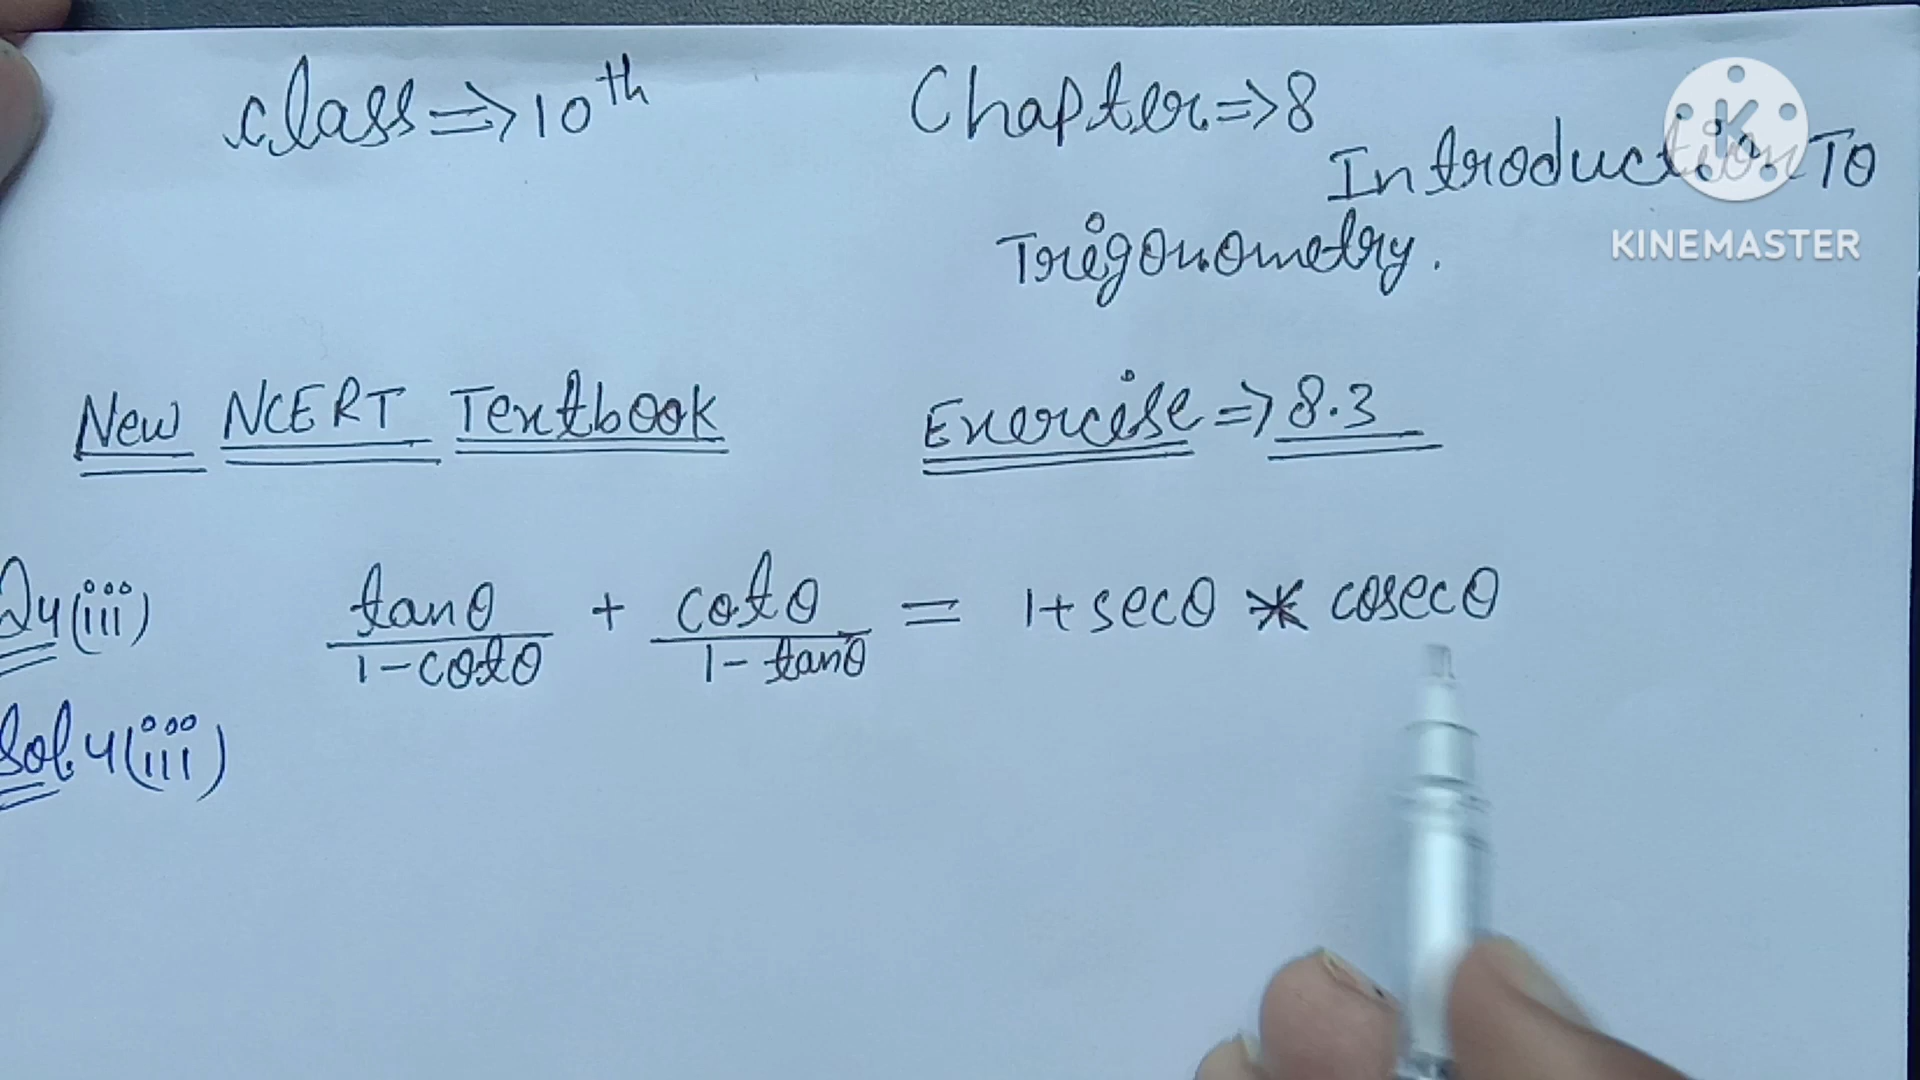 class => 10th
Chapter => 8
Introduction To
Trigonometry.
KINEMASTER
New NCERT Textbook
Exercise => 8.3
Q4(iii) tanθ/1-cotθ + cotθ/1-tanθ = 1+secθ * cosecθ
Sol.4(iii)